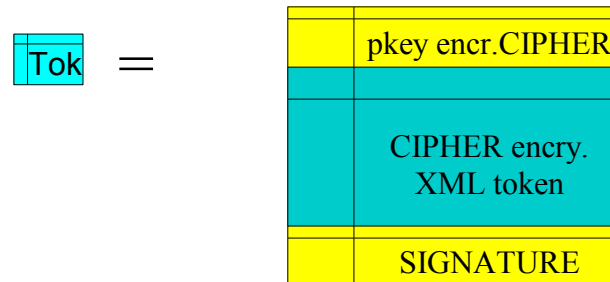 Tok =
pkey encr.CIPHER
CIPHER encry.
XML token
SIGNATURE